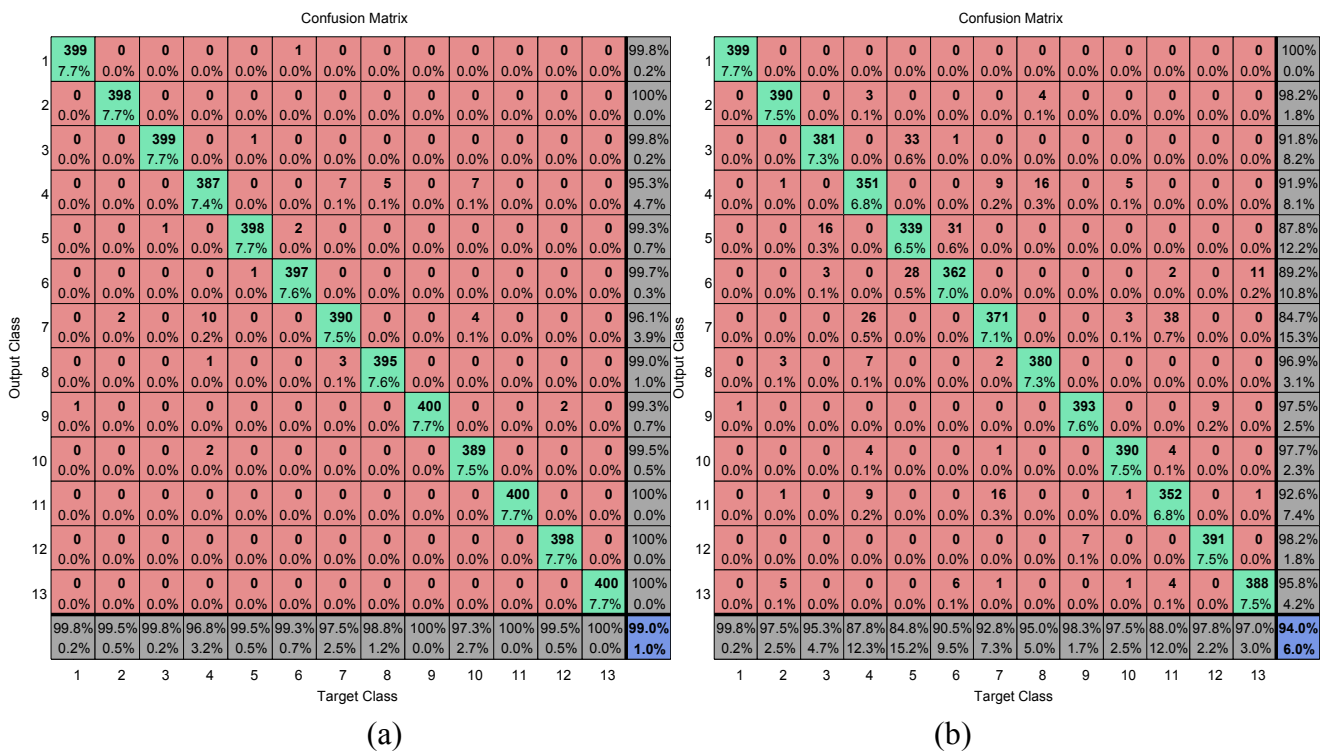 Confusion Matrix
1 399 0 0 0 0 1 0 0 0 0 0 0 0 99.8%
7.7% 0.0% 0.0% 0.0% 0.0% 0.0% 0.0% 0.0% 0.0% 0.0% 0.0% 0.0% 0.0% 0.2%
2 0 398 0 0 0 0 0 0 0 0 0 0 0 100%
0.0% 7.7% 0.0% 0.0% 0.0% 0.0% 0.0% 0.0% 0.0% 0.0% 0.0% 0.0% 0.0% 0.0%
3 0 0 399 0 1 0 0 0 0 0 0 0 0 99.8%
0.0% 0.0% 7.7% 0.0% 0.0% 0.0% 0.0% 0.0% 0.0% 0.0% 0.0% 0.0% 0.0% 0.2%
4 0 0 0 387 0 0 7 5 0 7 0 0 0 95.3%
0.0% 0.0% 0.0% 7.4% 0.0% 0.0% 0.1% 0.1% 0.0% 0.1% 0.0% 0.0% 0.0% 4.7%
5 0 0 1 0 398 2 0 0 0 0 0 0 0 99.3%
0.0% 0.0% 0.0% 0.0% 7.7% 0.0% 0.0% 0.0% 0.0% 0.0% 0.0% 0.0% 0.0% 0.7%
6 0 0 0 0 1 397 0 0 0 0 0 0 0 99.7%
0.0% 0.0% 0.0% 0.0% 0.0% 7.6% 0.0% 0.0% 0.0% 0.0% 0.0% 0.0% 0.0% 0.3%
7 0 2 0 10 0 0 390 0 0 4 0 0 0 96.1%
0.0% 0.0% 0.0% 0.2% 0.0% 0.0% 7.5% 0.0% 0.0% 0.1% 0.0% 0.0% 0.0% 3.9%
8 0 0 0 1 0 0 3 395 0 0 0 0 0 99.0%
0.0% 0.0% 0.0% 0.0% 0.0% 0.0% 0.1% 7.6% 0.0% 0.0% 0.0% 0.0% 0.0% 1.0%
9 1 0 0 0 0 0 0 0 400 0 0 2 0 99.3%
0.0% 0.0% 0.0% 0.0% 0.0% 0.0% 0.0% 0.0% 7.7% 0.0% 0.0% 0.0% 0.0% 0.7%
10 0 0 0 2 0 0 0 0 0 389 0 0 0 99.5%
0.0% 0.0% 0.0% 0.0% 0.0% 0.0% 0.0% 0.0% 0.0% 7.5% 0.0% 0.0% 0.0% 0.5%
11 0 0 0 0 0 0 0 0 0 0 400 0 0 100%
0.0% 0.0% 0.0% 0.0% 0.0% 0.0% 0.0% 0.0% 0.0% 0.0% 7.7% 0.0% 0.0% 0.0%
12 0 0 0 0 0 0 0 0 0 0 0 398 0 100%
0.0% 0.0% 0.0% 0.0% 0.0% 0.0% 0.0% 0.0% 0.0% 0.0% 0.0% 7.7% 0.0% 0.0%
13 0 0 0 0 0 0 0 0 0 0 0 0 400 100%
0.0% 0.0% 0.0% 0.0% 0.0% 0.0% 0.0% 0.0% 0.0% 0.0% 0.0% 0.0% 7.7% 0.0%
99.8% 99.5% 99.8% 96.8% 99.5% 99.3% 97.5% 98.8% 100% 97.3% 100% 99.5% 100% 99.0%
0.2% 0.5% 0.2% 3.2% 0.5% 0.7% 2.5% 1.2% 0.0% 2.7% 0.0% 0.5% 0.0% 1.0%
1 2 3 4 5 6 7 8 9 10 11 12 13
Output Class
Target Class
(a)
Confusion Matrix
1 399 0 0 0 0 0 0 0 0 0 0 0 0 100%
7.7% 0.0% 0.0% 0.0% 0.0% 0.0% 0.0% 0.0% 0.0% 0.0% 0.0% 0.0% 0.0% 0.0%
2 0 390 0 3 0 0 0 4 0 0 0 0 0 98.2%
0.0% 7.5% 0.0% 0.1% 0.0% 0.0% 0.0% 0.1% 0.0% 0.0% 0.0% 0.0% 0.0% 1.8%
3 0 0 381 0 33 1 0 0 0 0 0 0 0 91.8%
0.0% 0.0% 7.3% 0.0% 0.6% 0.0% 0.0% 0.0% 0.0% 0.0% 0.0% 0.0% 0.0% 8.2%
4 0 1 0 351 0 0 9 16 0 5 0 0 0 91.9%
0.0% 0.0% 0.0% 6.8% 0.0% 0.0% 0.2% 0.3% 0.0% 0.1% 0.0% 0.0% 0.0% 8.1%
5 0 0 16 0 339 31 0 0 0 0 0 0 0 87.8%
0.0% 0.0% 0.3% 0.0% 6.5% 0.6% 0.0% 0.0% 0.0% 0.0% 0.0% 0.0% 0.0% 12.2%
6 0 0 3 0 28 362 0 0 0 0 2 0 11 89.2%
0.0% 0.0% 0.1% 0.0% 0.5% 7.0% 0.0% 0.0% 0.0% 0.0% 0.0% 0.0% 0.2% 10.8%
7 0 0 0 26 0 0 371 0 0 3 38 0 0 84.7%
0.0% 0.0% 0.0% 0.5% 0.0% 0.0% 7.1% 0.0% 0.0% 0.1% 0.7% 0.0% 0.0% 15.3%
8 0 3 0 7 0 0 2 380 0 0 0 0 0 96.9%
0.0% 0.1% 0.0% 0.1% 0.0% 0.0% 0.0% 7.3% 0.0% 0.0% 0.0% 0.0% 0.0% 3.1%
9 1 0 0 0 0 0 0 0 393 0 0 9 0 97.5%
0.0% 0.0% 0.0% 0.0% 0.0% 0.0% 0.0% 0.0% 7.6% 0.0% 0.0% 0.2% 0.0% 2.5%
10 0 0 0 4 0 0 1 0 0 390 4 0 0 97.7%
0.0% 0.0% 0.0% 0.1% 0.0% 0.0% 0.0% 0.0% 0.0% 7.5% 0.1% 0.0% 0.0% 2.3%
11 0 1 0 9 0 0 16 0 0 1 352 0 1 92.6%
0.0% 0.0% 0.0% 0.2% 0.0% 0.0% 0.3% 0.0% 0.0% 0.0% 6.8% 0.0% 0.0% 7.4%
12 0 0 0 0 0 0 0 0 7 0 0 391 0 98.2%
0.0% 0.0% 0.0% 0.0% 0.0% 0.0% 0.0% 0.0% 0.1% 0.0% 0.0% 7.5% 0.0% 1.8%
13 0 5 0 0 0 6 1 0 0 1 4 0 388 95.8%
0.0% 0.1% 0.0% 0.0% 0.0% 0.1% 0.0% 0.0% 0.0% 0.0% 0.1% 0.0% 7.5% 4.2%
99.8% 97.5% 95.3% 87.8% 84.8% 90.5% 92.8% 95.0% 98.3% 97.5% 88.0% 97.8% 97.0% 94.0%
0.2% 2.5% 4.7% 12.3% 15.2% 9.5% 7.3% 5.0% 1.7% 2.5% 12.0% 2.2% 3.0% 6.0%
1 2 3 4 5 6 7 8 9 10 11 12 13
Output Class
Target Class
(b)